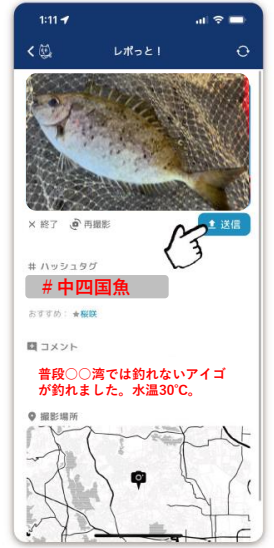 1:11
レポっと！
× 終了
再撮影
送信
# ハッシュタグ
#中四国魚
おすすめ： ★桜咲
コメント
普段○○湾では釣れないアイゴ
が釣れました。水温30℃。
撮影場所